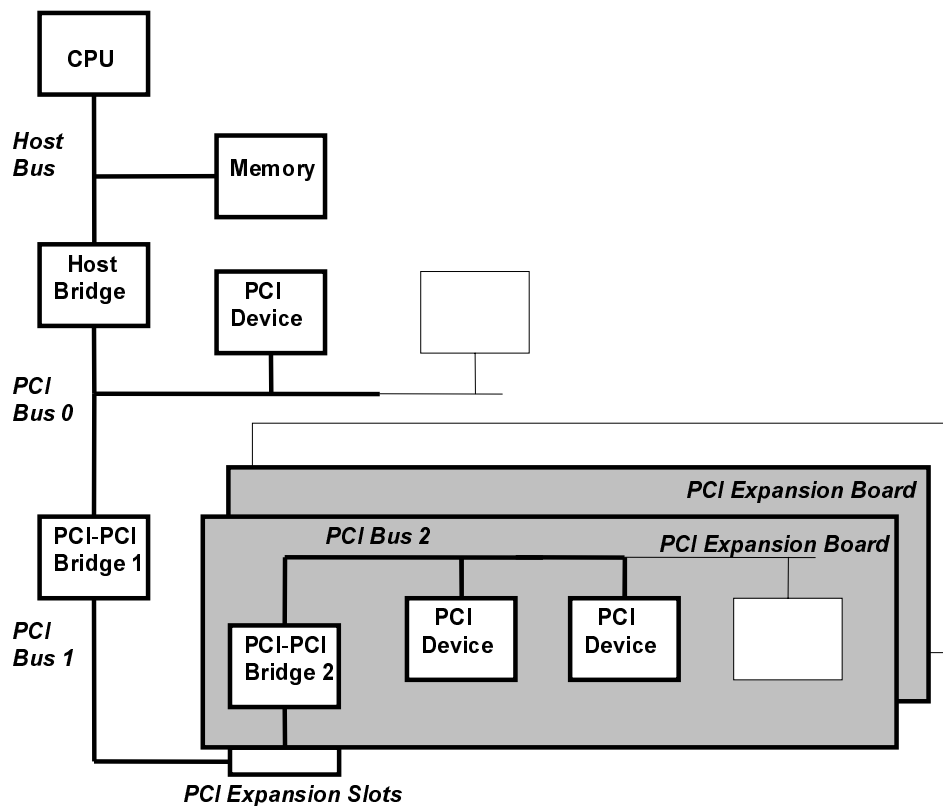 CPU
Host
Bus
Memory
Host
Bridge
PCI
Device
PCI
Bus 0
PCI Expansion Board
PCI-PCI
Bridge 1
PCI Bus 2
PCI Expansion Board
PCI
Device
PCI
Device
PCI
Bus 1
PCI-PCI
Bridge 2
PCI Expansion Slots